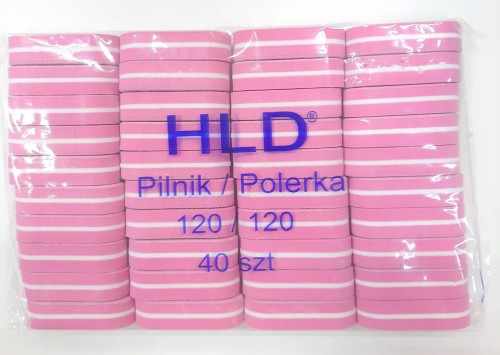 HLD®
Pilnik / Polerka
120 / 120
40 szt